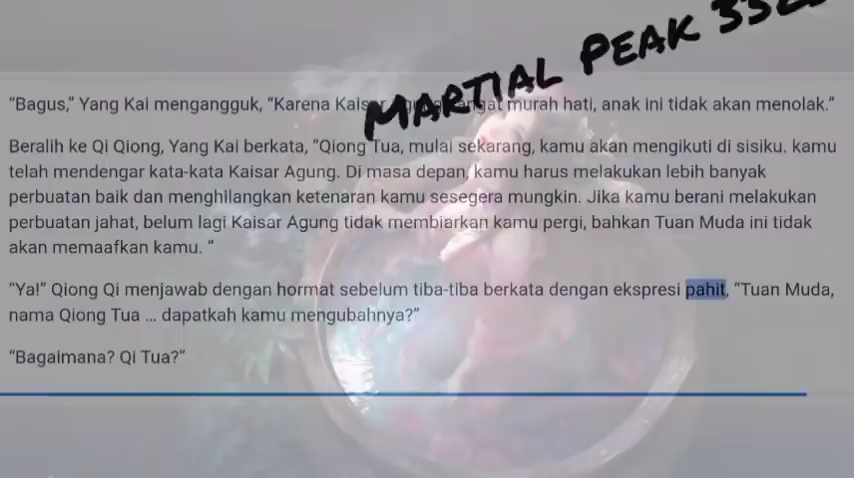 MARTIAL PEAK
“Bagus,” Yang Kai mengangguk, “Karena Kaisar murah hati, anak ini tidak akan menolak.”
Beralih ke Qi Qiong, Yang Kai berkata, “Qiong Tua, mulai sekarang, kamu akan mengikuti di sisiku. kamu
telah mendengar kata-kata Kaisar Agung. Di masa depan, kamu harus melakukan lebih banyak
perbuatan baik dan menghilangkan ketenaran kamu sesegera mungkin. Jika kamu berani melakukan
perbuatan jahat, belum lagi Kaisar Agung tidak membiarkan kamu pergi, bahkan Tuan Muda ini tidak
akan memaafkan kamu. “
“Ya!” Qiong Qi menjawab dengan hormat sebelum tiba-tiba berkata dengan ekspresi pahit, “Tuan Muda,
nama Qiong Tua ... dapatkah kamu mengubahnya?”
“Bagaimana? Qi Tua?”